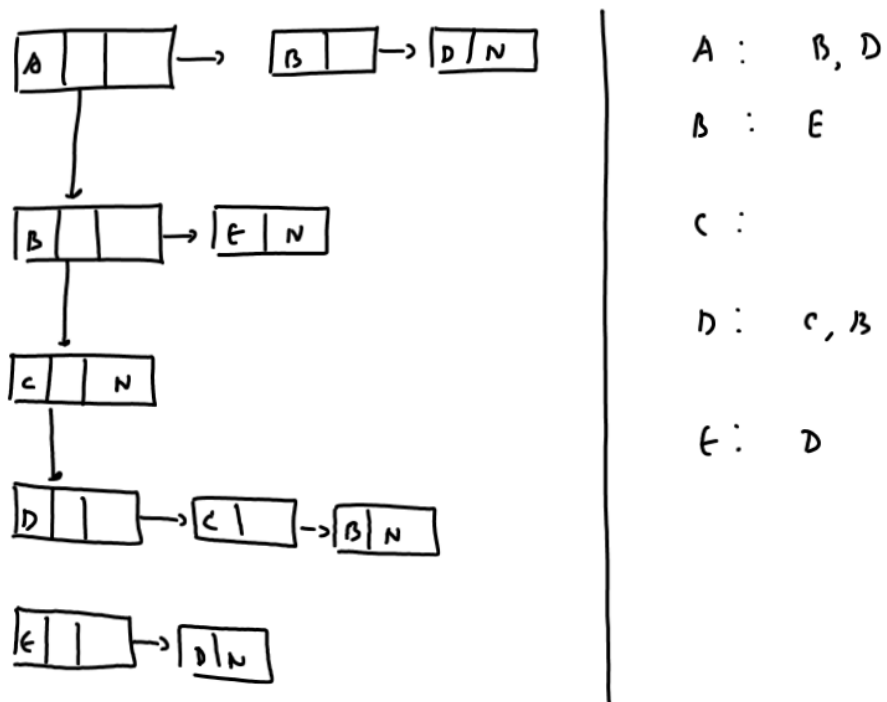 A B D N
B E N
C N
D C B N
E D N
A : B, D
B : E
C :
D : C, B
E : D